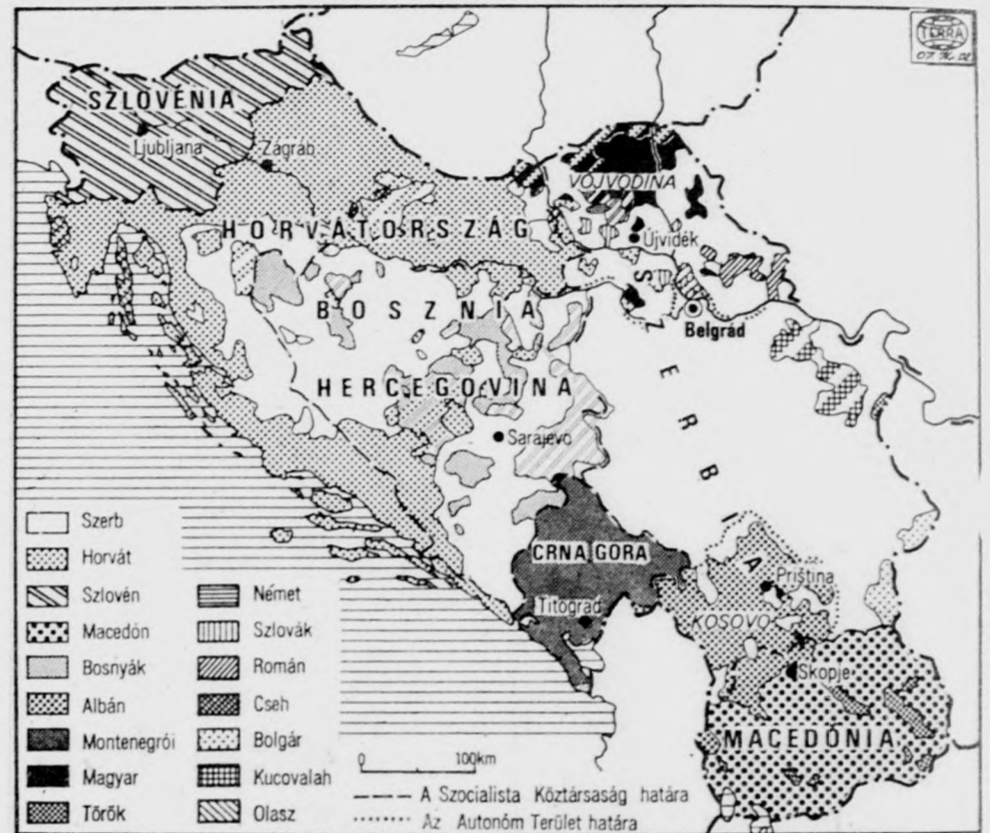 TERRA
SZLOVÉNIA
Ljubljana
Zágráb
VOJVODINA
HORVÁTORSZÁG
Újvidék
BOSZNIA
Belgrád
SZERBIA
HERCEGOVINA
Sarajevo
CRNA GORA
Titograd
Priština
KOSOVO
Skopje
MACEDÓNIA
Szerb
Horvát
Szlovén
Macedón
Bosnyák
Albán
Montenegrói
Magyar
Török
Német
Szlovák
Román
Cseh
Bolgár
Kucovalah
Olasz
0 100km
A Szocialista Köztársaság határa
Az Autonóm Terület határa